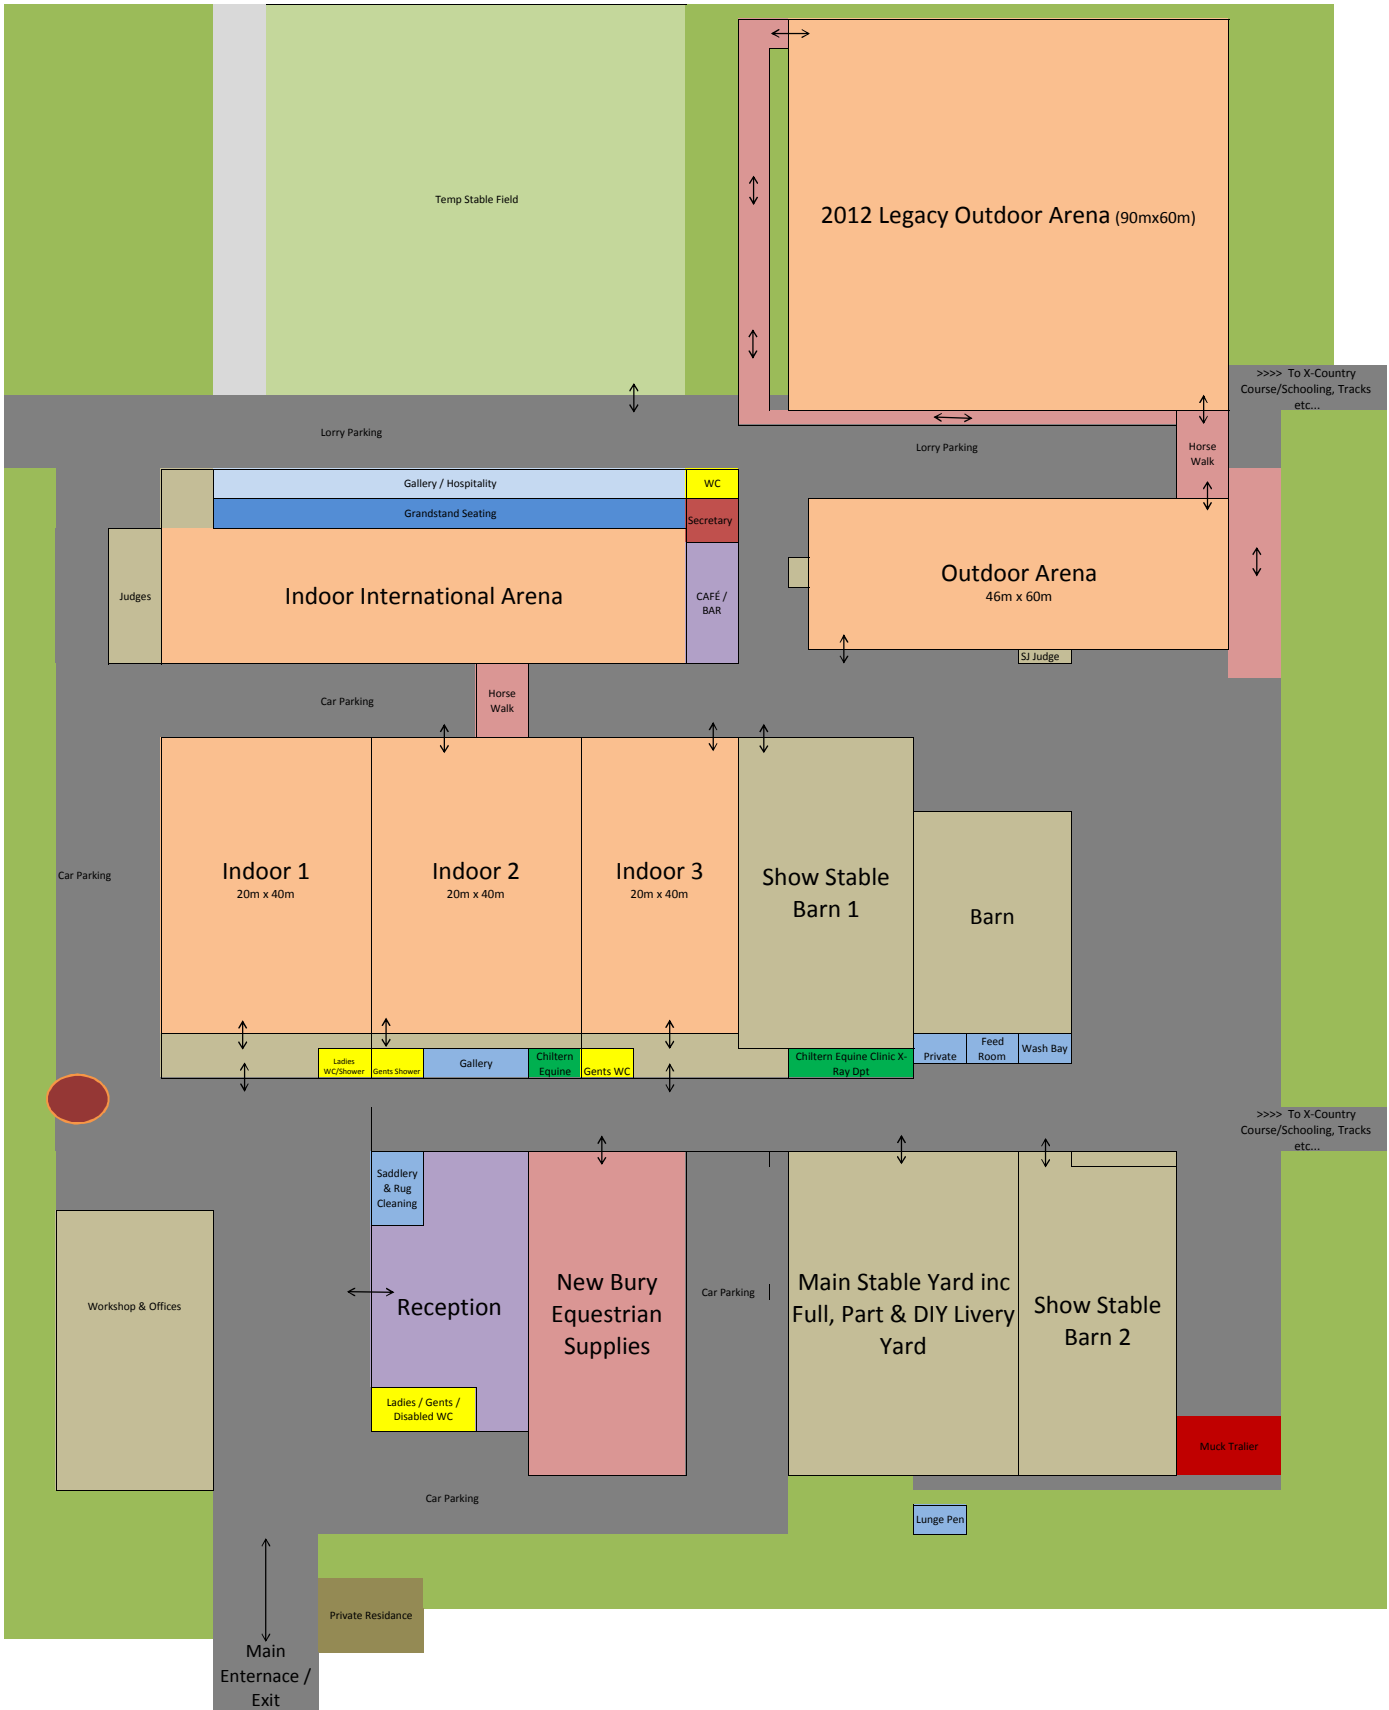 Temp Stable Field
2012 Legacy Outdoor Arena (90mx60m)
>>>> To X-Country
Course/Schooling, Tracks
etc...
Lorry Parking
Lorry Parking
Horse
Walk
Gallery / Hospitality
WC
Grandstand Seating
Secretary
Judges
Indoor International Arena
CAFÉ /
BAR
Outdoor Arena
46m x 60m
SJ Judge
Car Parking
Horse
Walk
Car Parking
Indoor 1
20m x 40m
Indoor 2
20m x 40m
Indoor 3
20m x 40m
Show Stable
Barn 1
Barn
Ladies
WC/Shower
Gents Shower
Gallery
Chiltern
Equine
Gents WC
Chiltern Equine Clinic X-
Ray Dpt
Private
Feed
Room
Wash Bay
>>>> To X-Country
Course/Schooling, Tracks
etc...
Saddlery
& Rug
Cleaning
Workshop & Offices
Reception
New Bury
Equestrian
Supplies
Car Parking
Main Stable Yard inc
Full, Part & DIY Livery
Yard
Show Stable
Barn 2
Ladies / Gents /
Disabled WC
Muck Tralier
Car Parking
Lunge Pen
Private Residance
Main
Enternace /
Exit